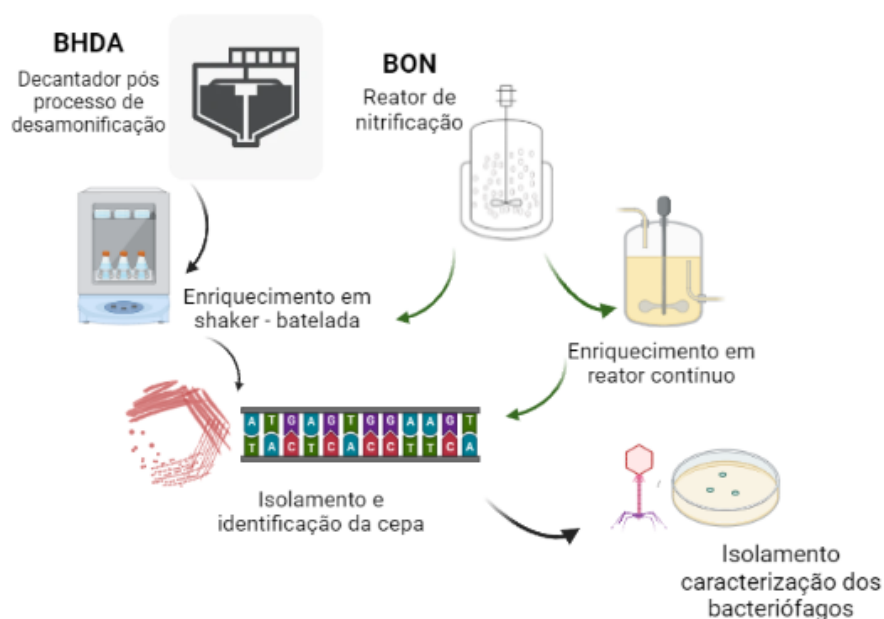 BHDA
Decantador pós
processo de
desamonificação
BON
Reator de
nitrificação
Enriquecimento em
shaker - batelada
Enriquecimento em
reator contínuo
A T G A G T G G A A G T
T A C T C A C C T T C A
Isolamento e
identificação da cepa
Isolamento
caracterização dos
bacteriófagos